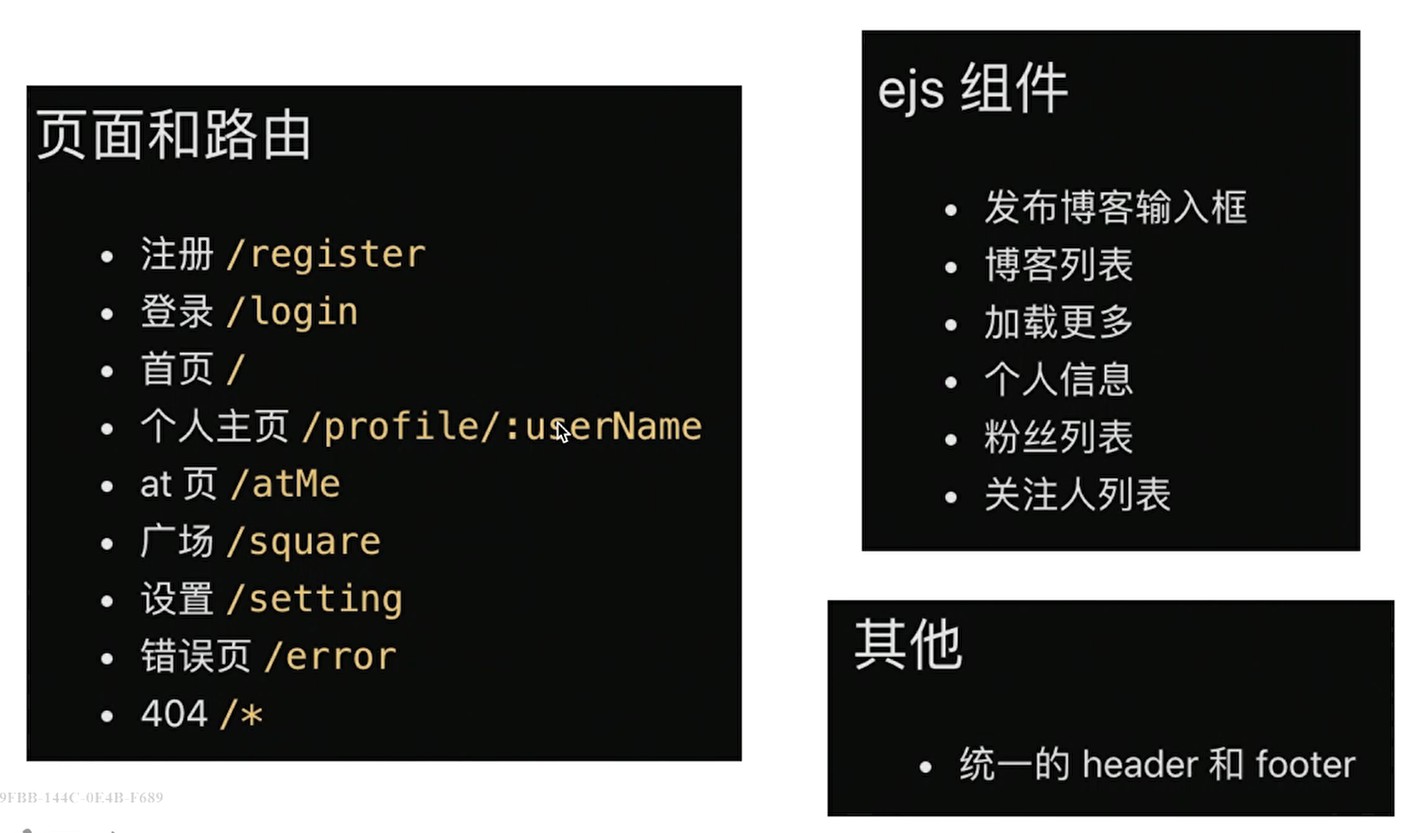 页面和路由
注册 /register
登录 /login
首页 /
个人主页 /profile/:userName
at 页 /atMe
广场 /square
设置 /setting
错误页 /error
404 /*
ejs 组件
发布博客输入框
博客列表
加载更多
个人信息
粉丝列表
关注人列表
其他
统一的 header 和 footer
9FBB-144C-0E4B-F689